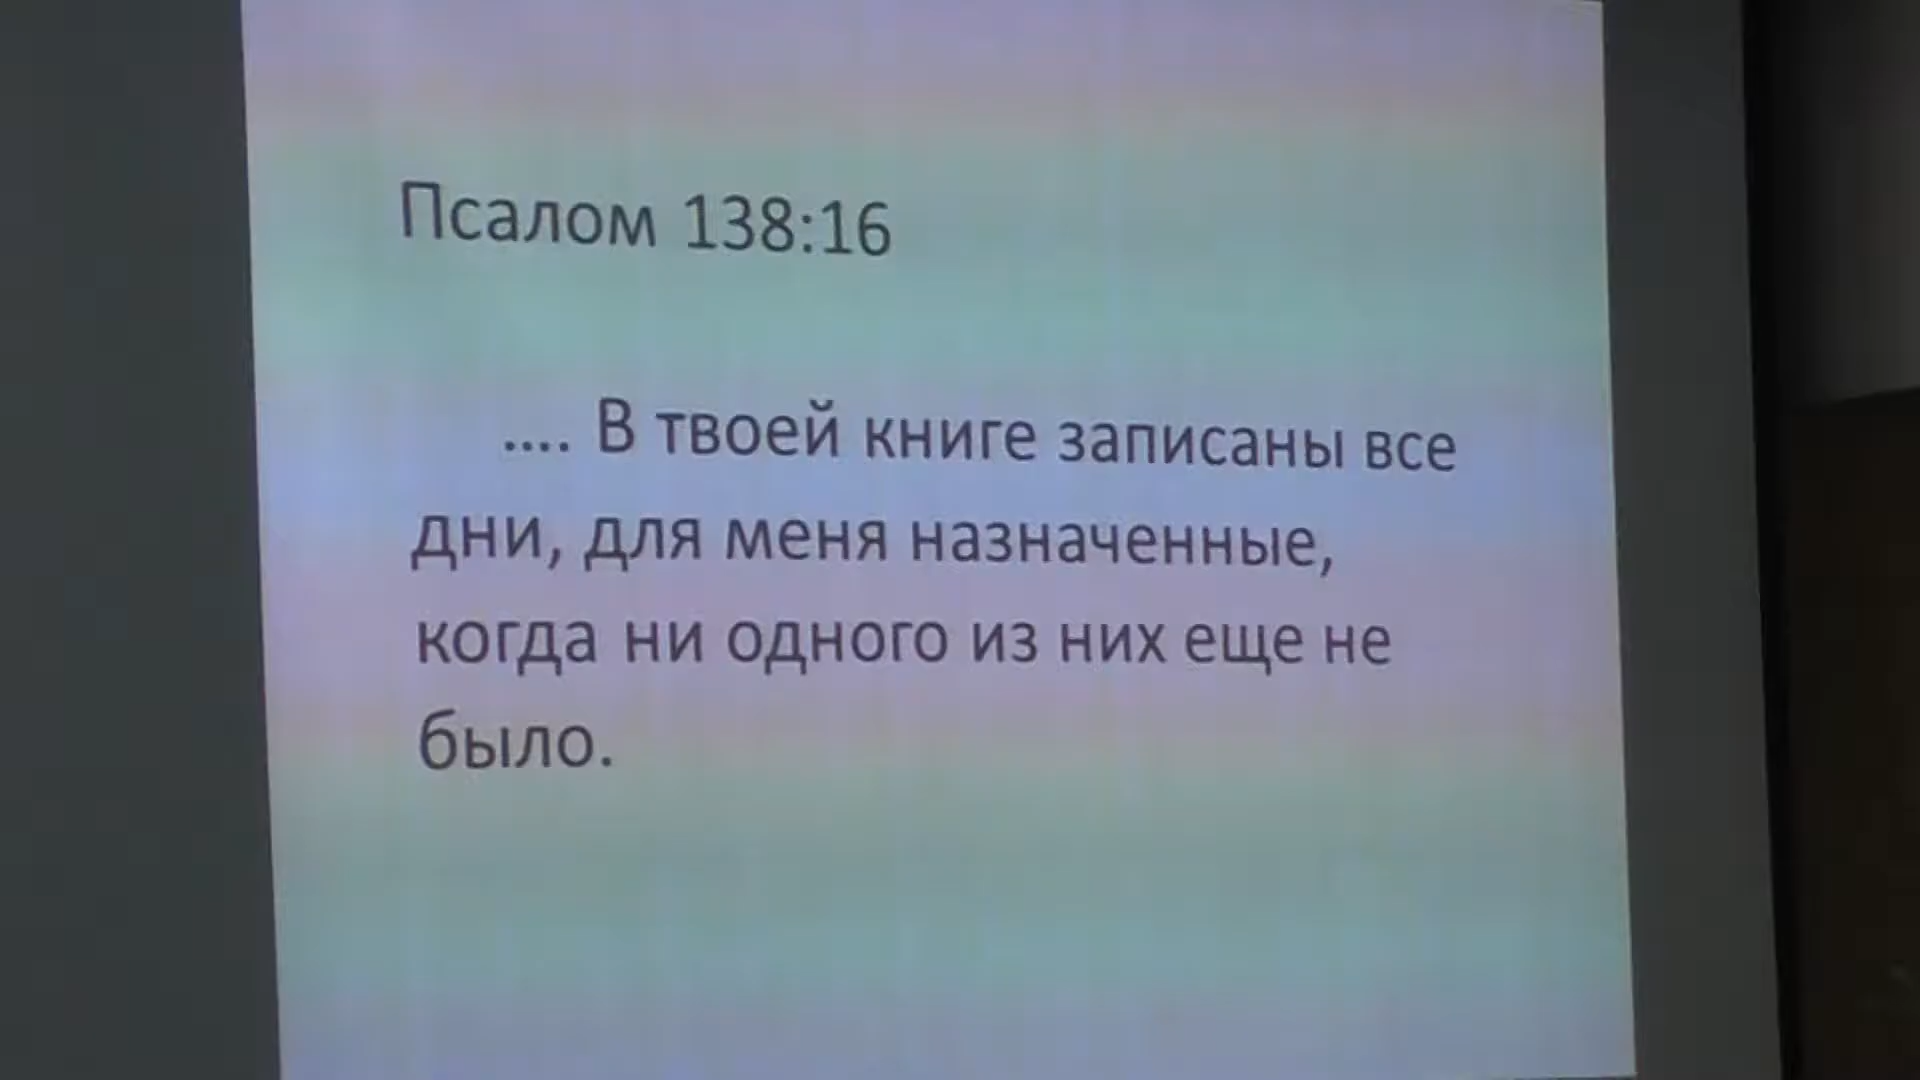 Псалом 138:16
.... В твоей книге записаны все
дни, для меня назначенные,
когда ни одного из них еще не
было.